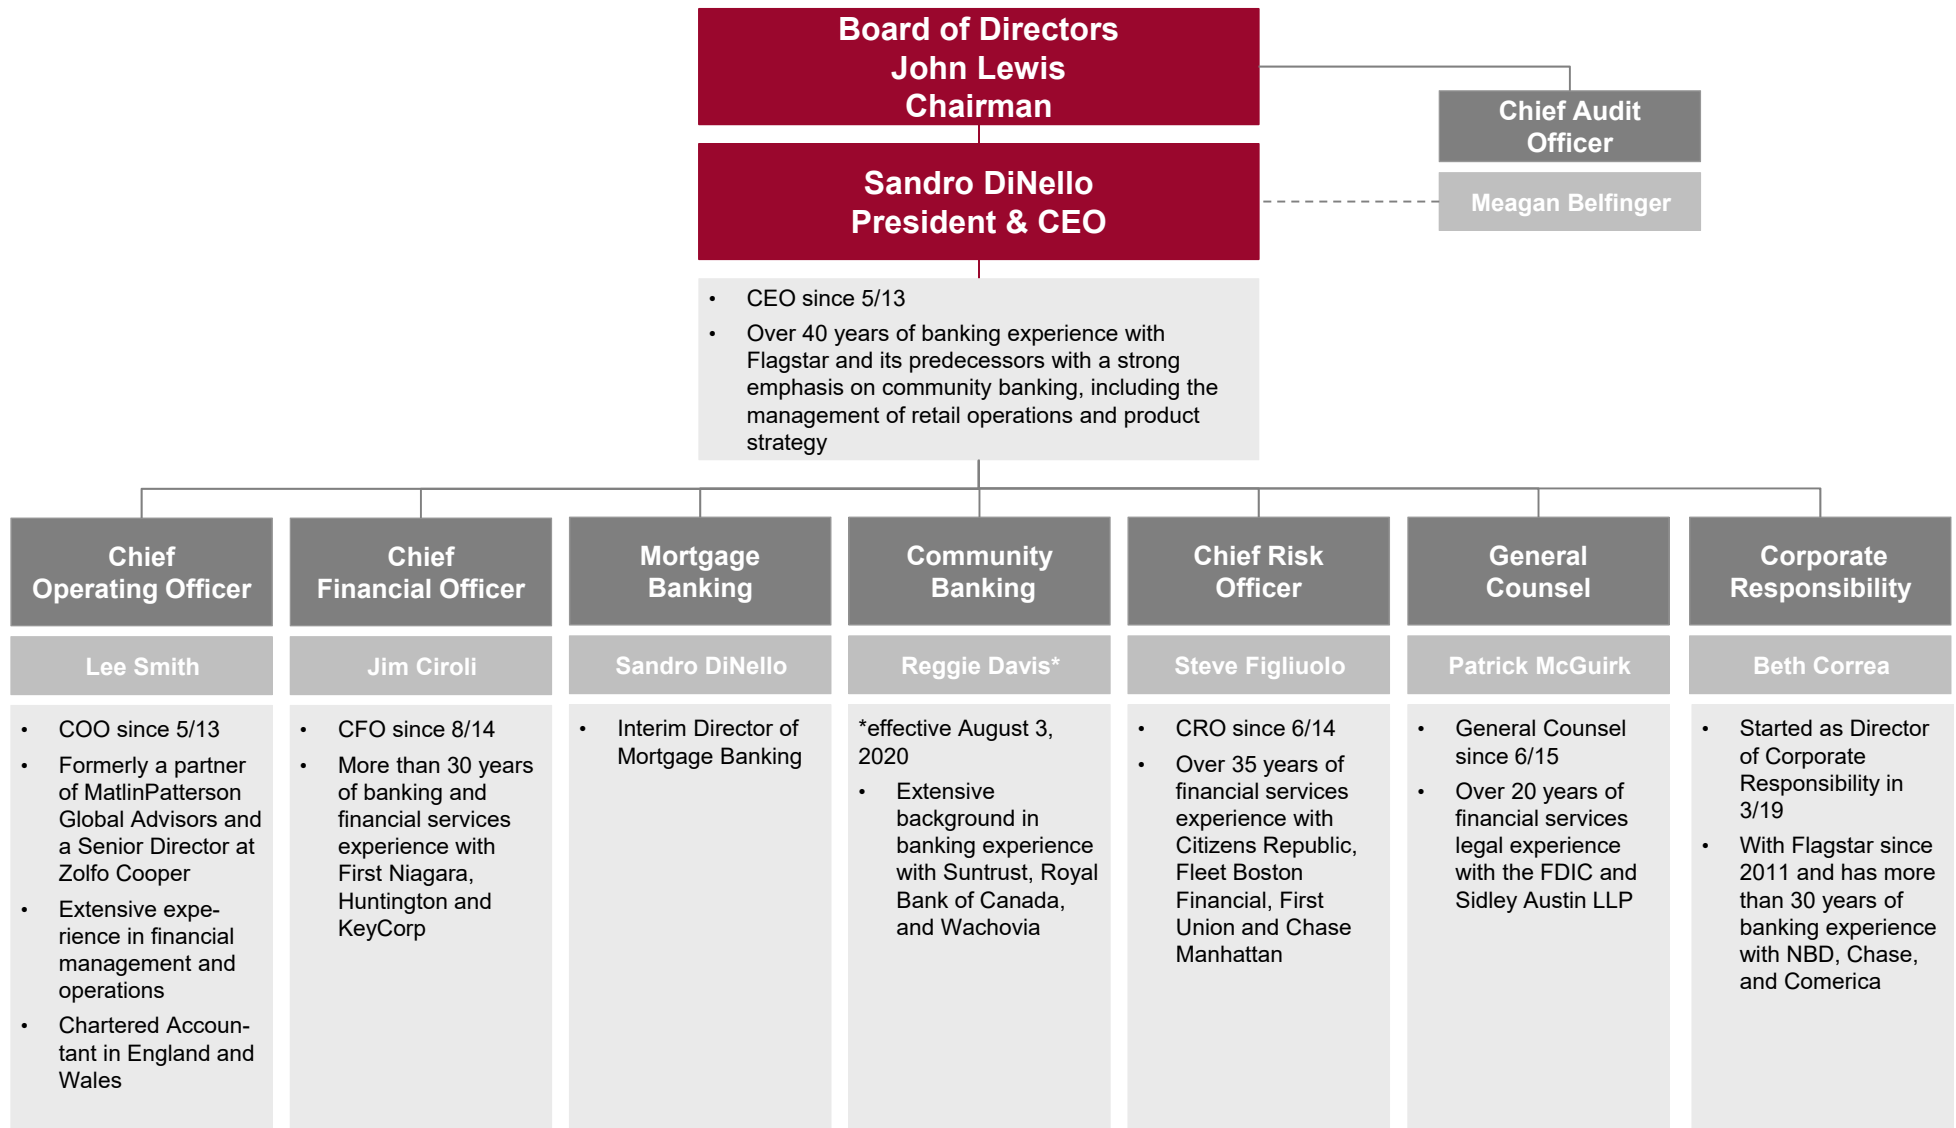 Board of Directors
John Lewis
Chairman
Chief Audit
Officer
Meagan Belfinger
Sandro DiNello
President & CEO
• CEO since 5/13
• Over 40 years of banking experience with
Flagstar and its predecessors with a strong
emphasis on community banking, including the
management of retail operations and product
strategy
Chief
Operating Officer
Lee Smith
• COO since 5/13
• Formerly a partner
of MatlinPatterson
Global Advisors and
a Senior Director at
Zolfo Cooper
• Extensive expe-
rience in financial
management and
operations
• Chartered Accoun-
tant in England and
Wales
Chief
Financial Officer
Jim Ciroli
• CFO since 8/14
• More than 30 years
of banking and
financial services
experience with
First Niagara,
Huntington and
KeyCorp
Mortgage
Banking
Sandro DiNello
• Interim Director of
Mortgage Banking
Community
Banking
Reggie Davis*
*effective August 3,
2020
• Extensive
background in
banking experience
with Suntrust, Royal
Bank of Canada,
and Wachovia
Chief Risk
Officer
Steve Figliuolo
• CRO since 6/14
• Over 35 years of
financial services
experience with
Citizens Republic,
Fleet Boston
Financial, First
Union and Chase
Manhattan
General
Counsel
Patrick McGuirk
• General Counsel
since 6/15
• Over 20 years of
financial services
legal experience
with the FDIC and
Sidley Austin LLP
Corporate
Responsibility
Beth Correa
• Started as Director
of Corporate
Responsibility in
3/19
• With Flagstar since
2011 and has more
than 30 years of
banking experience
with NBD, Chase,
and Comerica